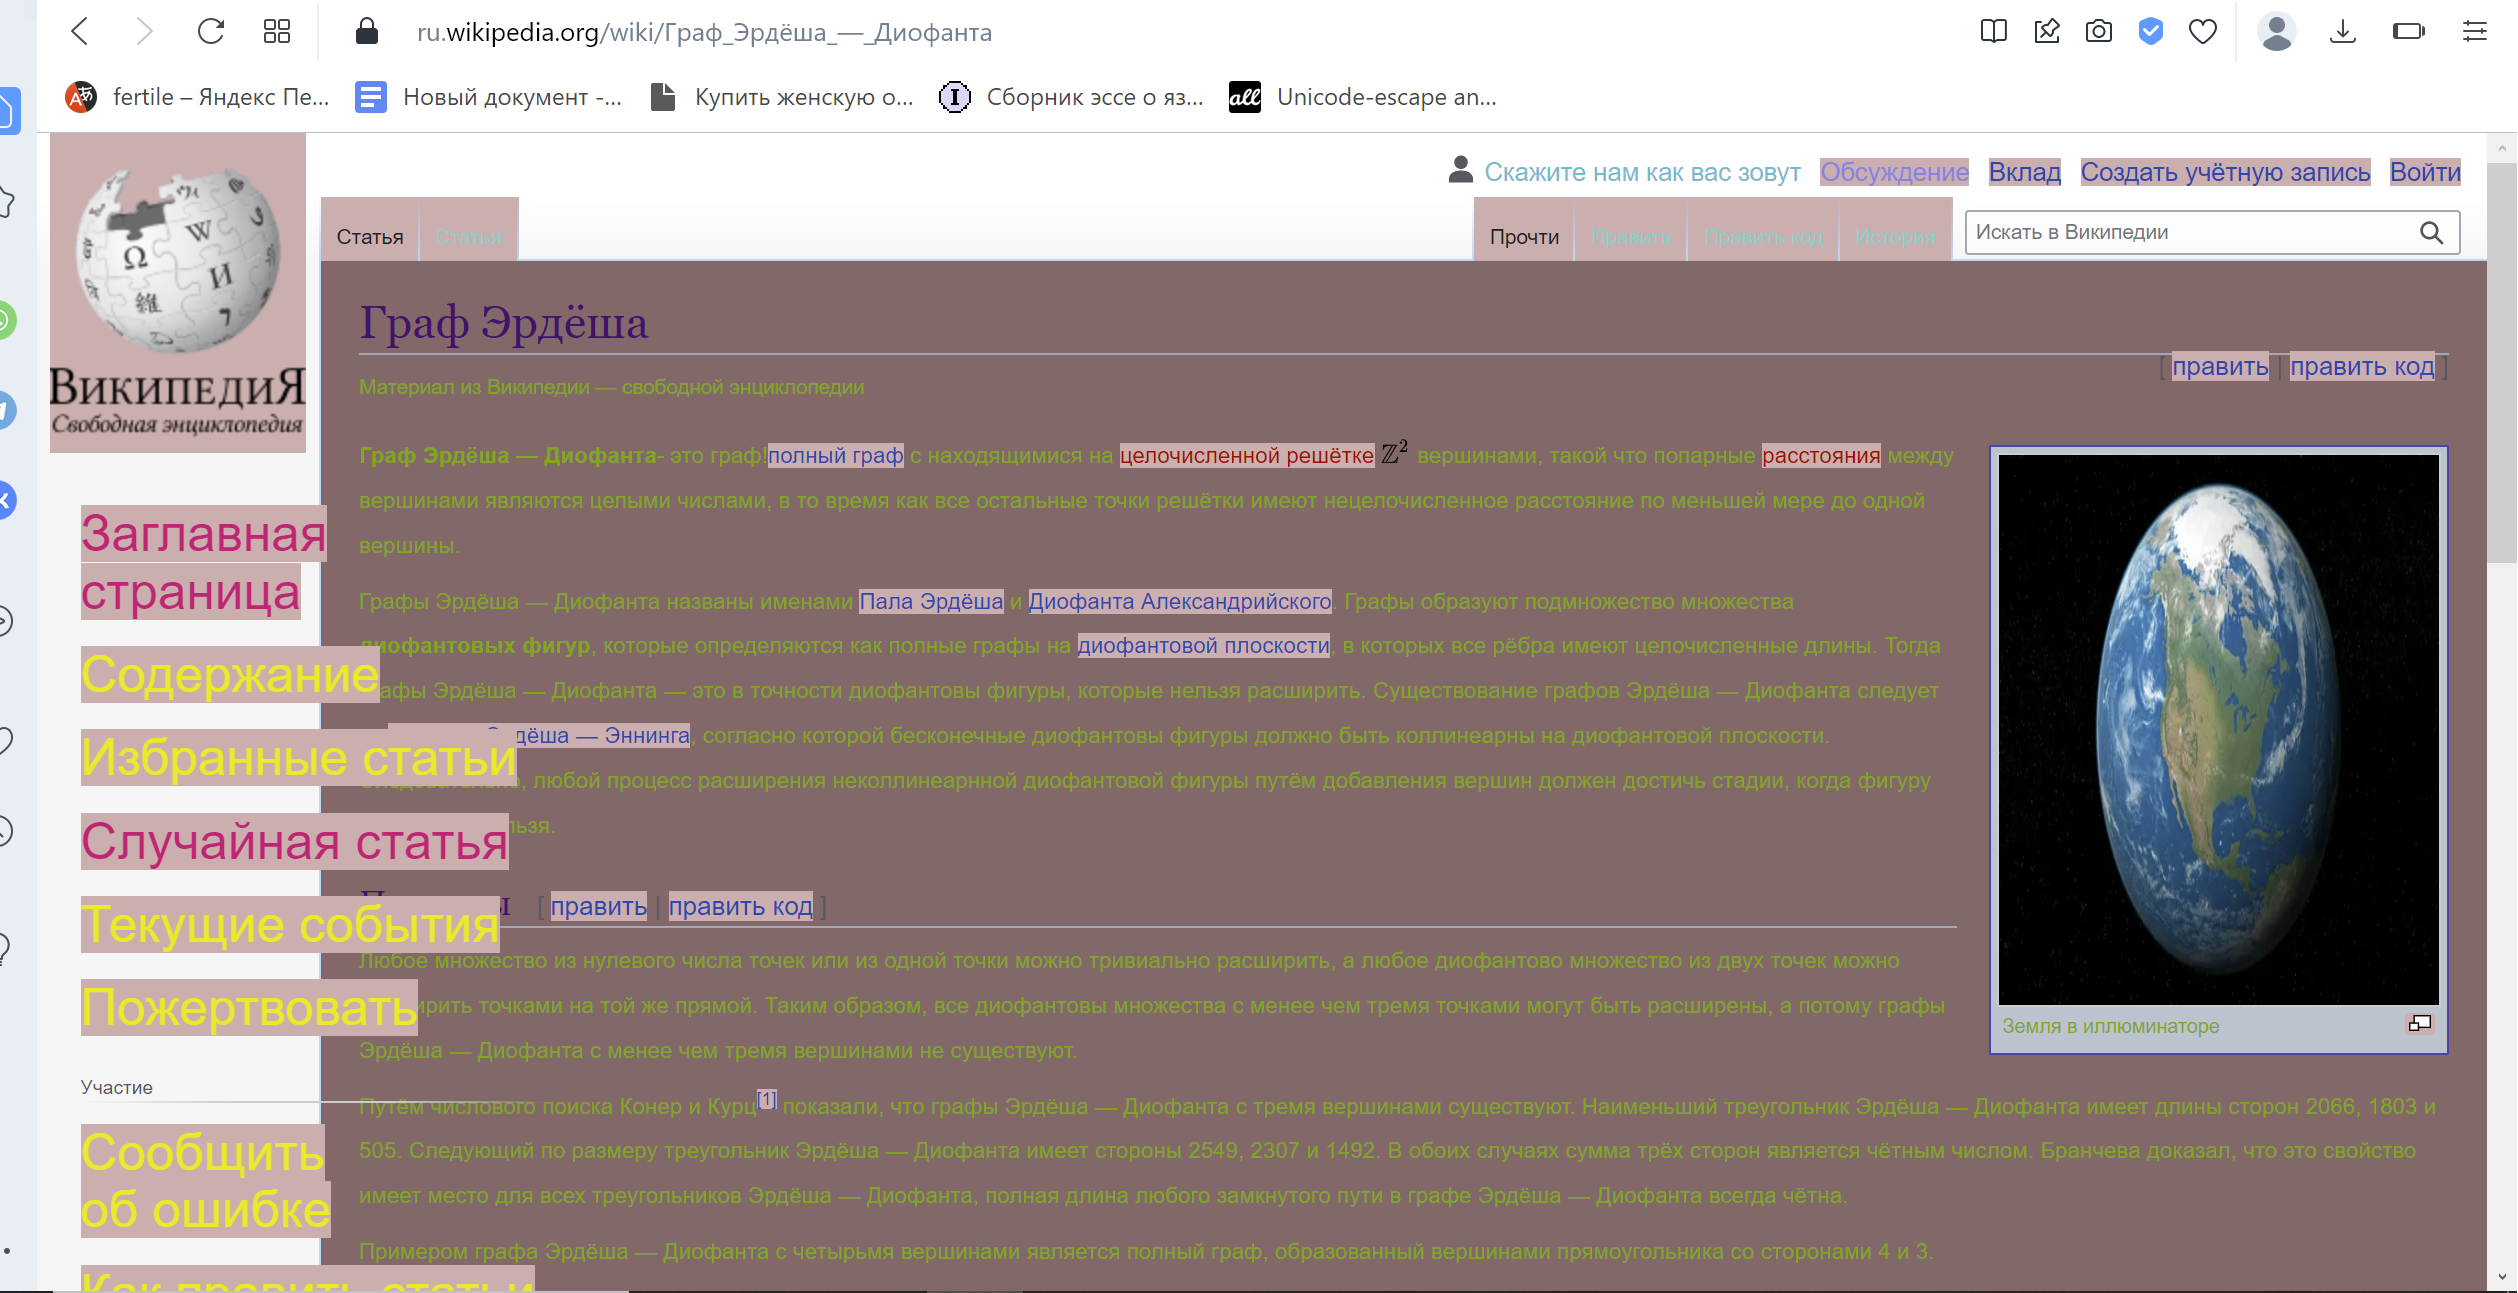 ru.wikipedia.org/wiki/Граф_Эрдёша_—_Диофанта
fertile – Яндекс Пе... Новый документ -... Купить женскую о... Сборник эссе о яз... Unicode-escape an...
Скажите нам как вас зовут Обсуждение Вклад Создать учётную запись Войти
Статья Статья Прочти Править Править код История Искать в Википедии
ВИКИПЕДИЯ
Свободная энциклопедия
Граф Эрдёша
[ править | править код ]
Материал из Википедии — свободной энциклопедии
Граф Эрдёша — Диофанта- это граф!полный граф с находящимися на целочисленной решётке ℤ² вершинами, такой что попарные расстояния между
вершинами являются целыми числами, в то время как все остальные точки решётки имеют нецелочисленное расстояние по меньшей мере до одной
вершины.
Графы Эрдёша — Диофанта названы именами Пала Эрдёша и Диофанта Александрийского. Графы образуют подмножество множества
диофантовых фигур, которые определяются как полные графы на диофантовой плоскости, в которых все рёбра имеют целочисленные длины. Тогда
афы Эрдёша — Диофанта — это в точности диофантовы фигуры, которые нельзя расширить. Существование графов Эрдёша — Диофанта следует
дёша — Эннинга, согласно которой бесконечные диофантовы фигуры должно быть коллинеарны на диофантовой плоскости.
, любой процесс расширения неколлинеарнной диофантовой фигуры путём добавления вершин должен достичь стадии, когда фигуру
льзя.
[ править | править код ]
Любое множество из нулевого числа точек или из одной точки можно тривиально расширить, а любое диофантово множество из двух точек можно
ирить точками на той же прямой. Таким образом, все диофантовы множества с менее чем тремя точками могут быть расширены, а потому графы
Эрдёша — Диофанта с менее чем тремя вершинами не существуют.
Путём числового поиска Конер и Курц[1] показали, что графы Эрдёша — Диофанта с тремя вершинами существуют. Наименьший треугольник Эрдёша — Диофанта имеет длины сторон 2066, 1803 и
505. Следующий по размеру треугольник Эрдёша — Диофанта имеет стороны 2549, 2307 и 1492. В обоих случаях сумма трёх сторон является чётным числом. Бранчева доказал, что это свойство
имеет место для всех треугольников Эрдёша — Диофанта, полная длина любого замкнутого пути в графе Эрдёша — Диофанта всегда чётна.
Примером графа Эрдёша — Диофанта с четырьмя вершинами является полный граф, образованный вершинами прямоугольника со сторонами 4 и 3.
Земля в иллюминаторе
Заглавная
страница
Содержание
Избранные статьи
Случайная статья
Текущие события
Пожертвовать
Участие
Сообщить
об ошибке
Как править статьи